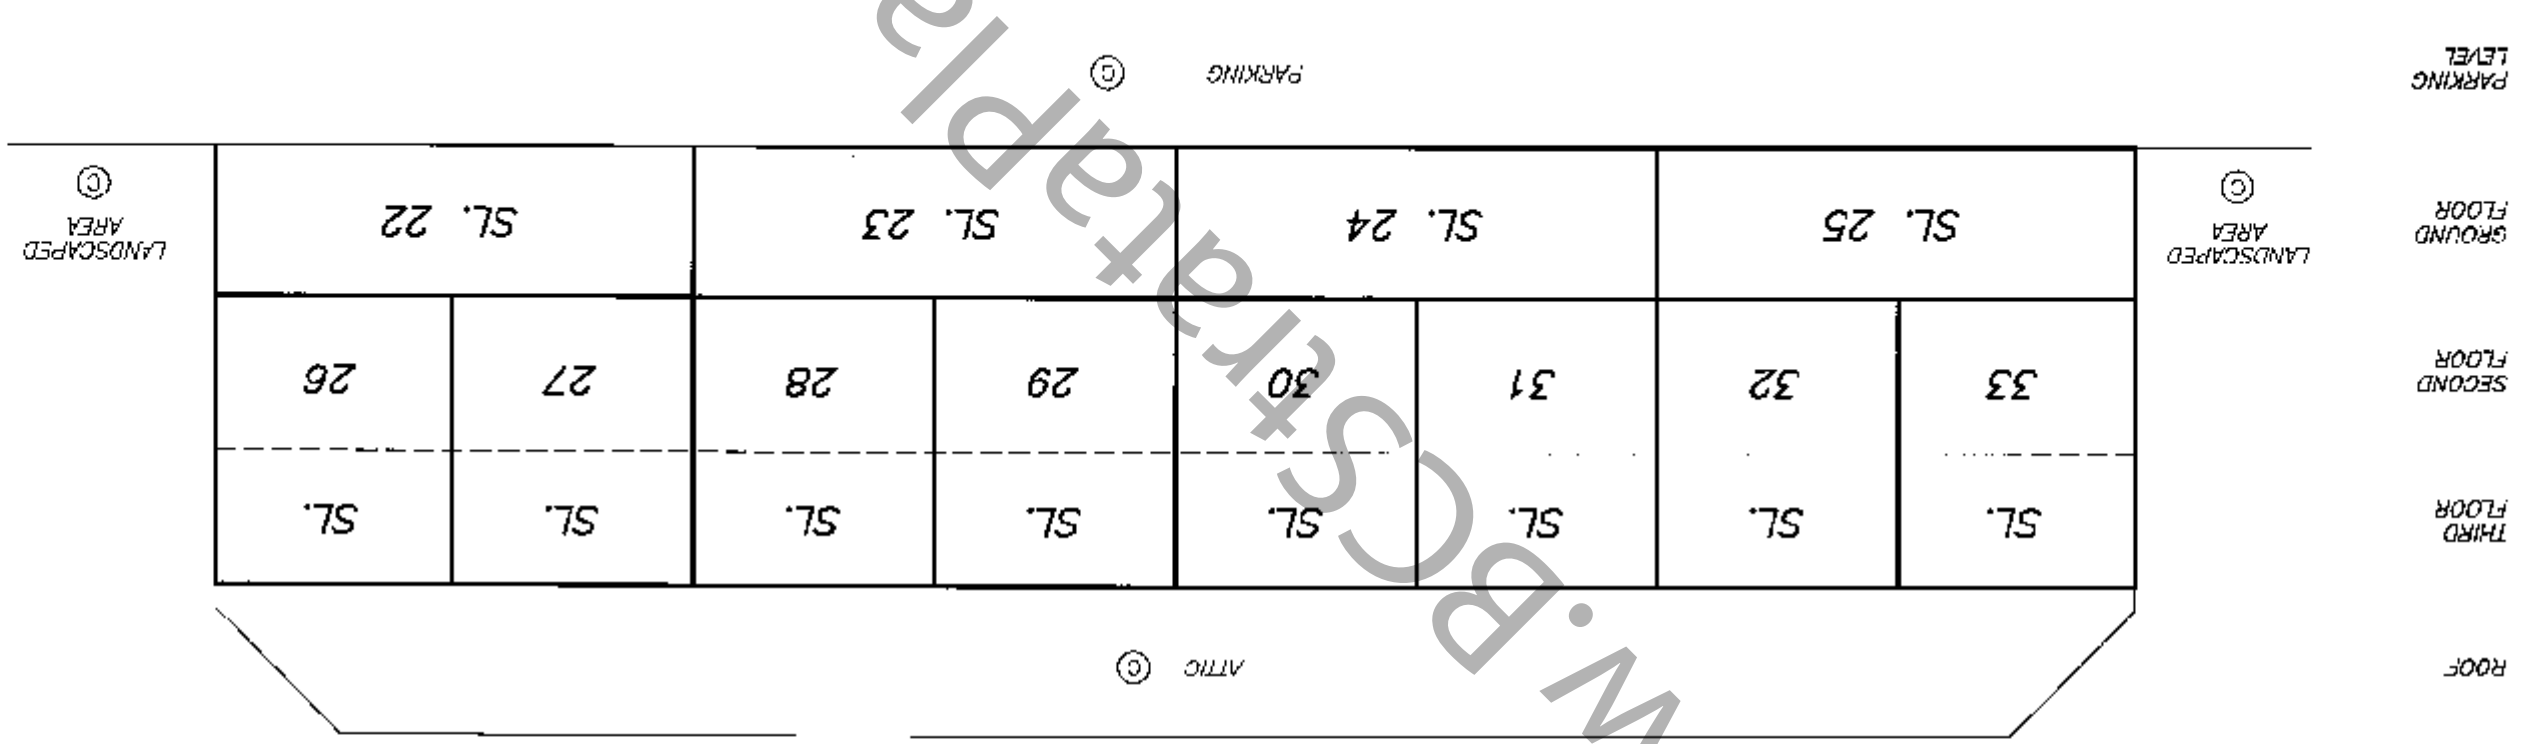 ROOF
ATTIC ©
THIRD
FLOOR
SL. SL. SL. SL. SL. SL. SL. SL.
SECOND
FLOOR
33 32 31 30 29 28 27 26
GROUND
FLOOR
LANDSCAPED
AREA
©
SL. 25 SL. 24 SL. 23 SL. 22
LANDSCAPED
AREA
©
PARKING
LEVEL
PARKING ©
w.BCStrataPla